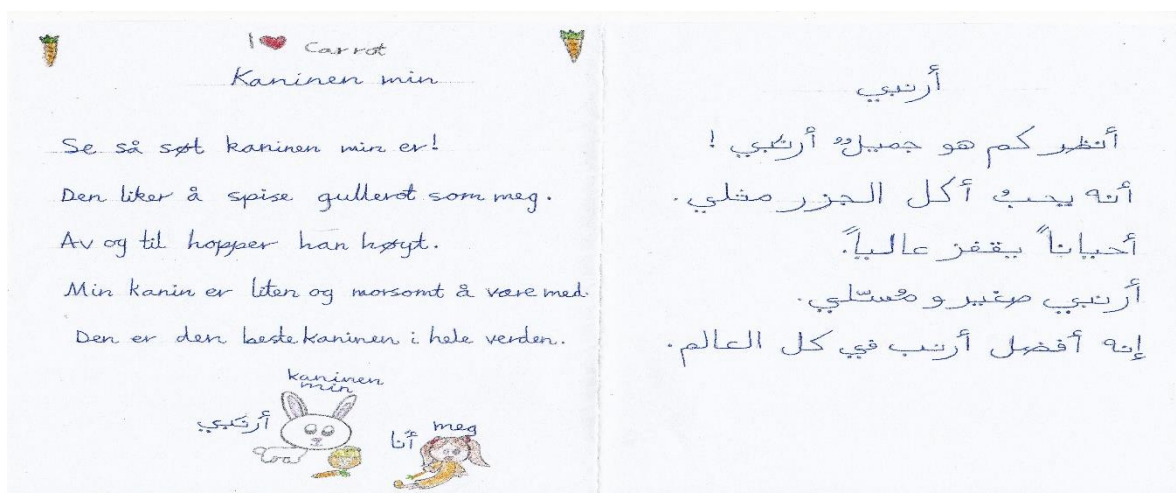 I ❤ Carrot
Kaninen min
Se så søt kaninen min er!
Den liker å spise gullerot som meg.
Av og til hopper han høyt.
Min kanin er liten og morsomt å være med.
Den er den beste kaninen i hele verden.
kaninen
min
أرنبي
meg
أنا
أرنبي
أنظر كم هو جميلٌ أرنبي !
أنه يحبُ أكل الجزر مثلي.
أحياناً يقفز عالياً.
أرنبي صغير و مُسَلي.
إنه أفضل أرنب في كل العالم.